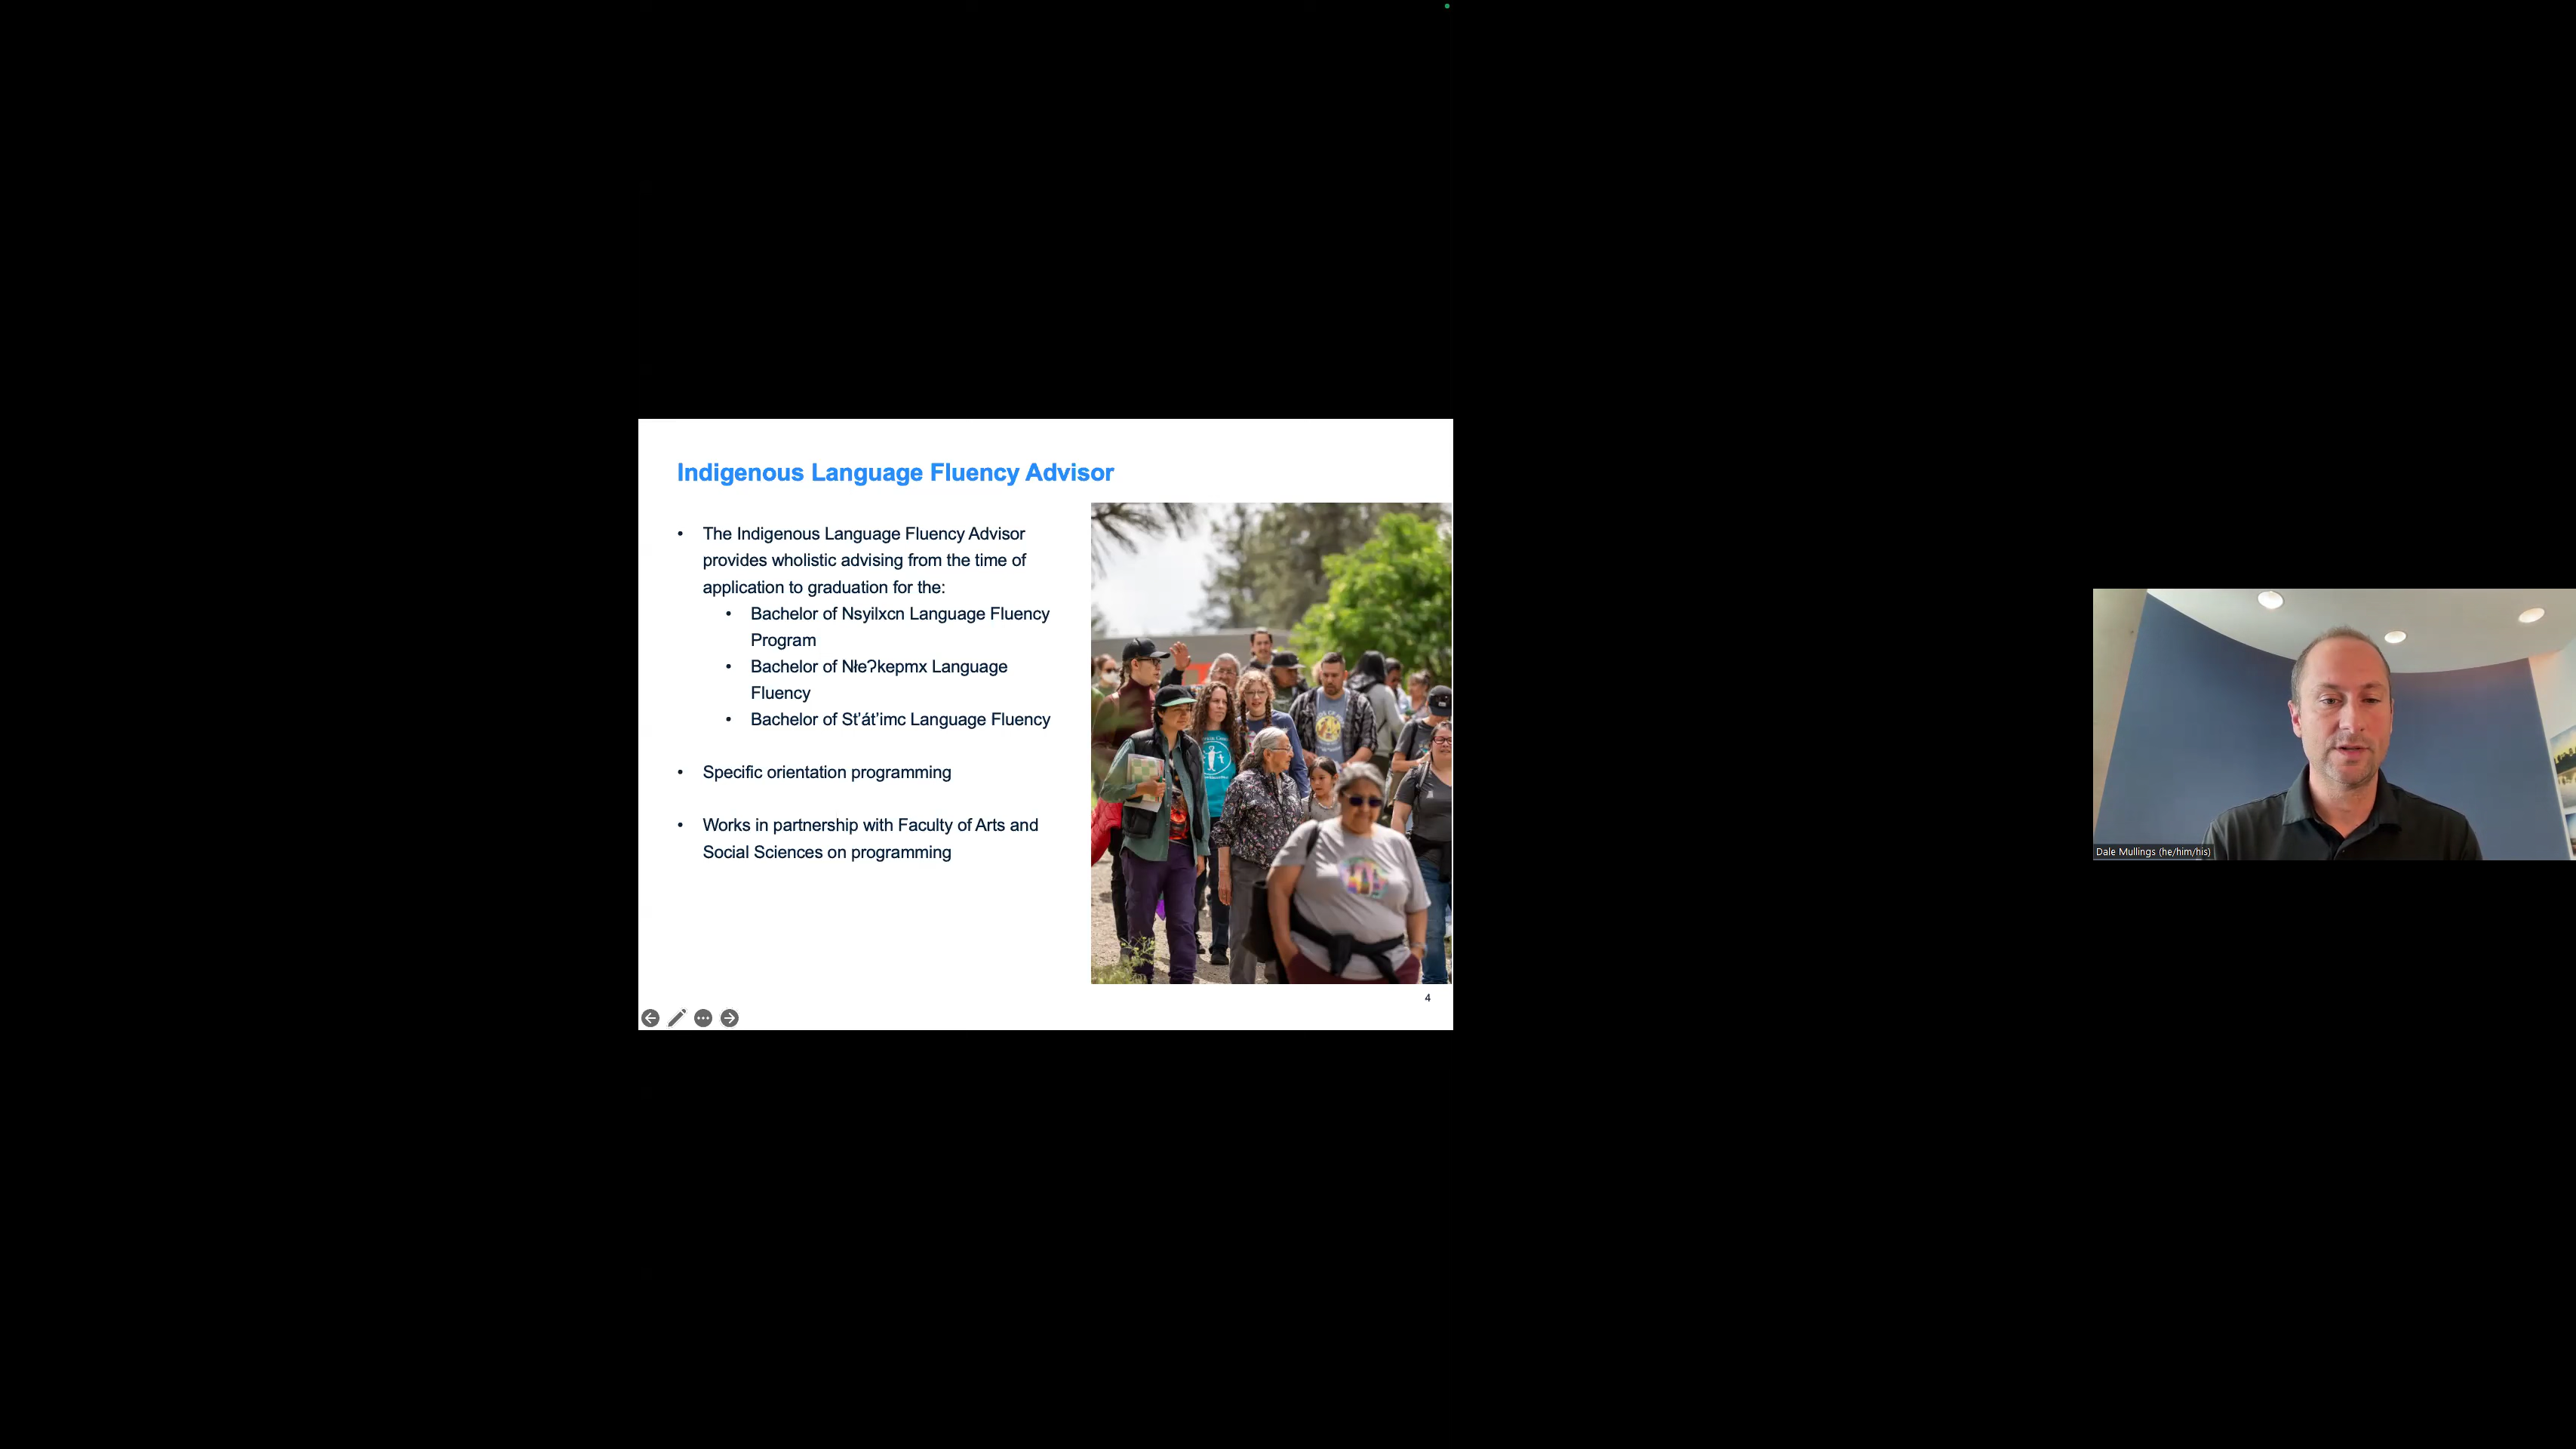 Indigenous Language Fluency Advisor
• The Indigenous Language Fluency Advisor
provides wholistic advising from the time of
application to graduation for the:
• Bachelor of Nsyilxcn Language Fluency
Program
• Bachelor of Nłeʔkepmx Language
Fluency
• Bachelor of St’át’imc Language Fluency
• Specific orientation programming
• Works in partnership with Faculty of Arts and
Social Sciences on programming
4
Dale Mullings (he/him/his)